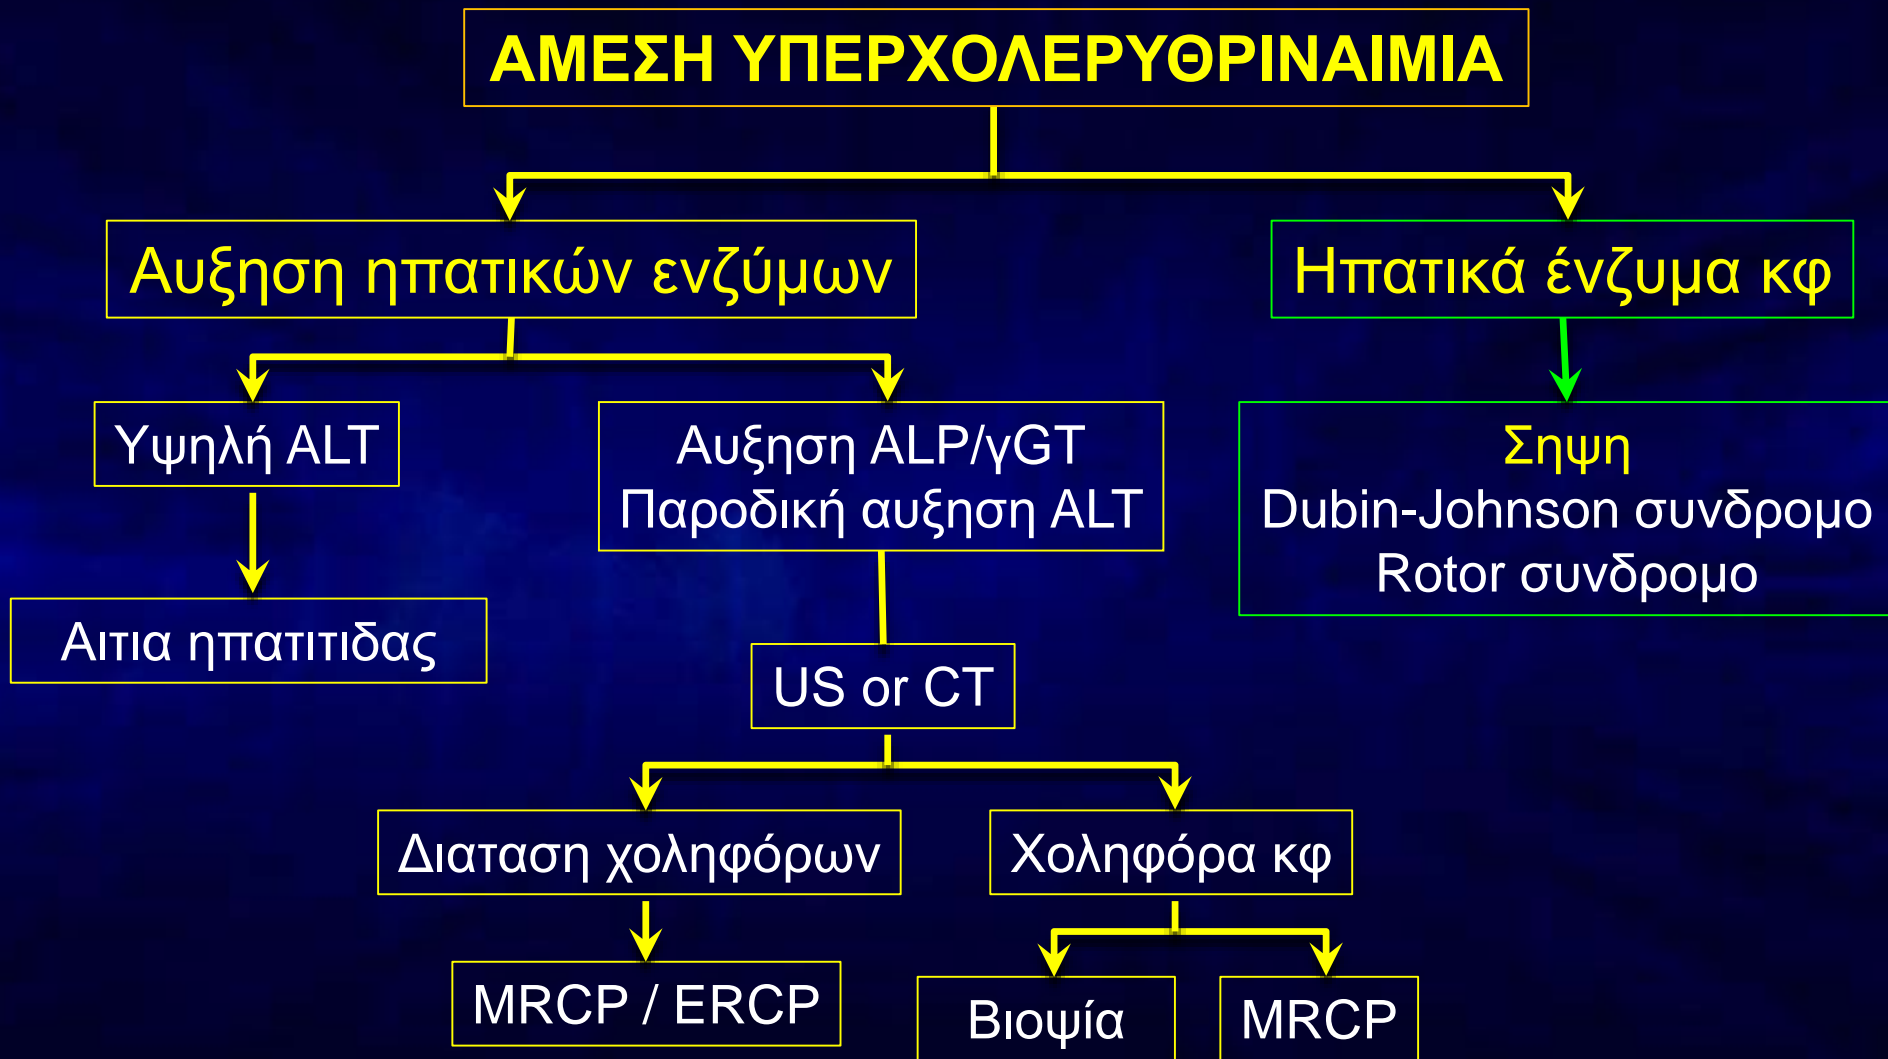 ΑΜΕΣΗ ΥΠΕΡΧΟΛΕΡΥΘΡΙΝΑΙΜΙΑ
Αυξηση ηπατικών ενζύμων
Ηπατικά ένζυμα κφ
Υψηλή ALT
Αυξηση ALP/γGT
Παροδική αυξηση ALT
Σηψη
Dubin-Johnson συνδρομο
Rotor συνδρομο
Αιτια ηπατιτιδας
US or CT
Διαταση χοληφόρων
Χοληφόρα κφ
MRCP / ERCP
Βιοψία
MRCP